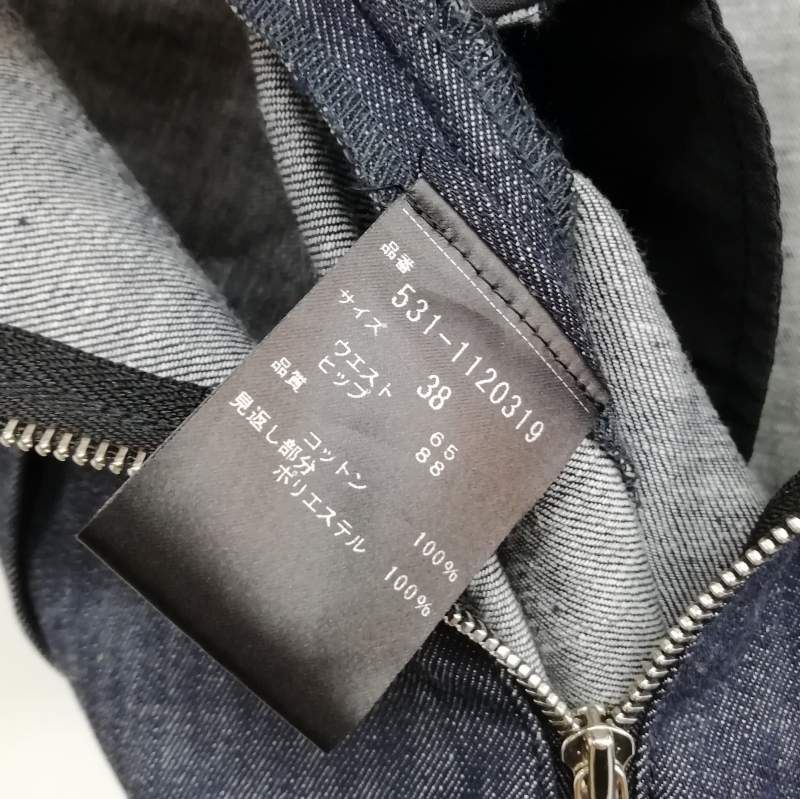 品番 531-1120319
サイズ 38
ウエスト 65
ヒップ 88
品質 コットン 100%
見返し部分
ポリエステル 100%